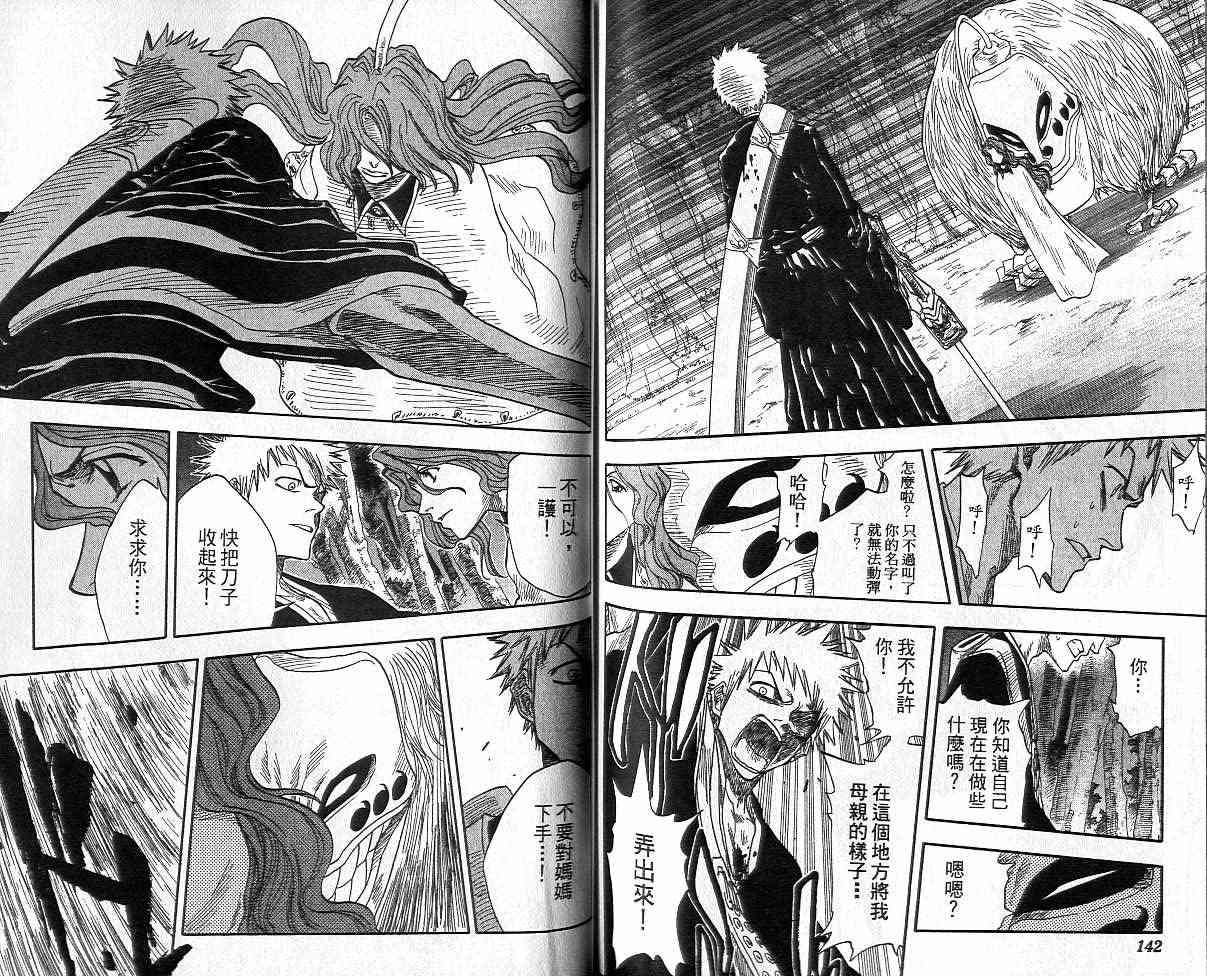 呼！
呼！
呼！
怎麼啦？
只不過叫了
你的名字，
就無法動彈
了？
哈哈！
你…
你知道自己
現在在做些
什麼嗎？
嗯嗯？
我不允許
你！
在這個地方將我
母親的樣子…
弄出來！
142
不可以，
一護！
快把刀子
收起來！
求求你……
不要對媽媽
下手……！